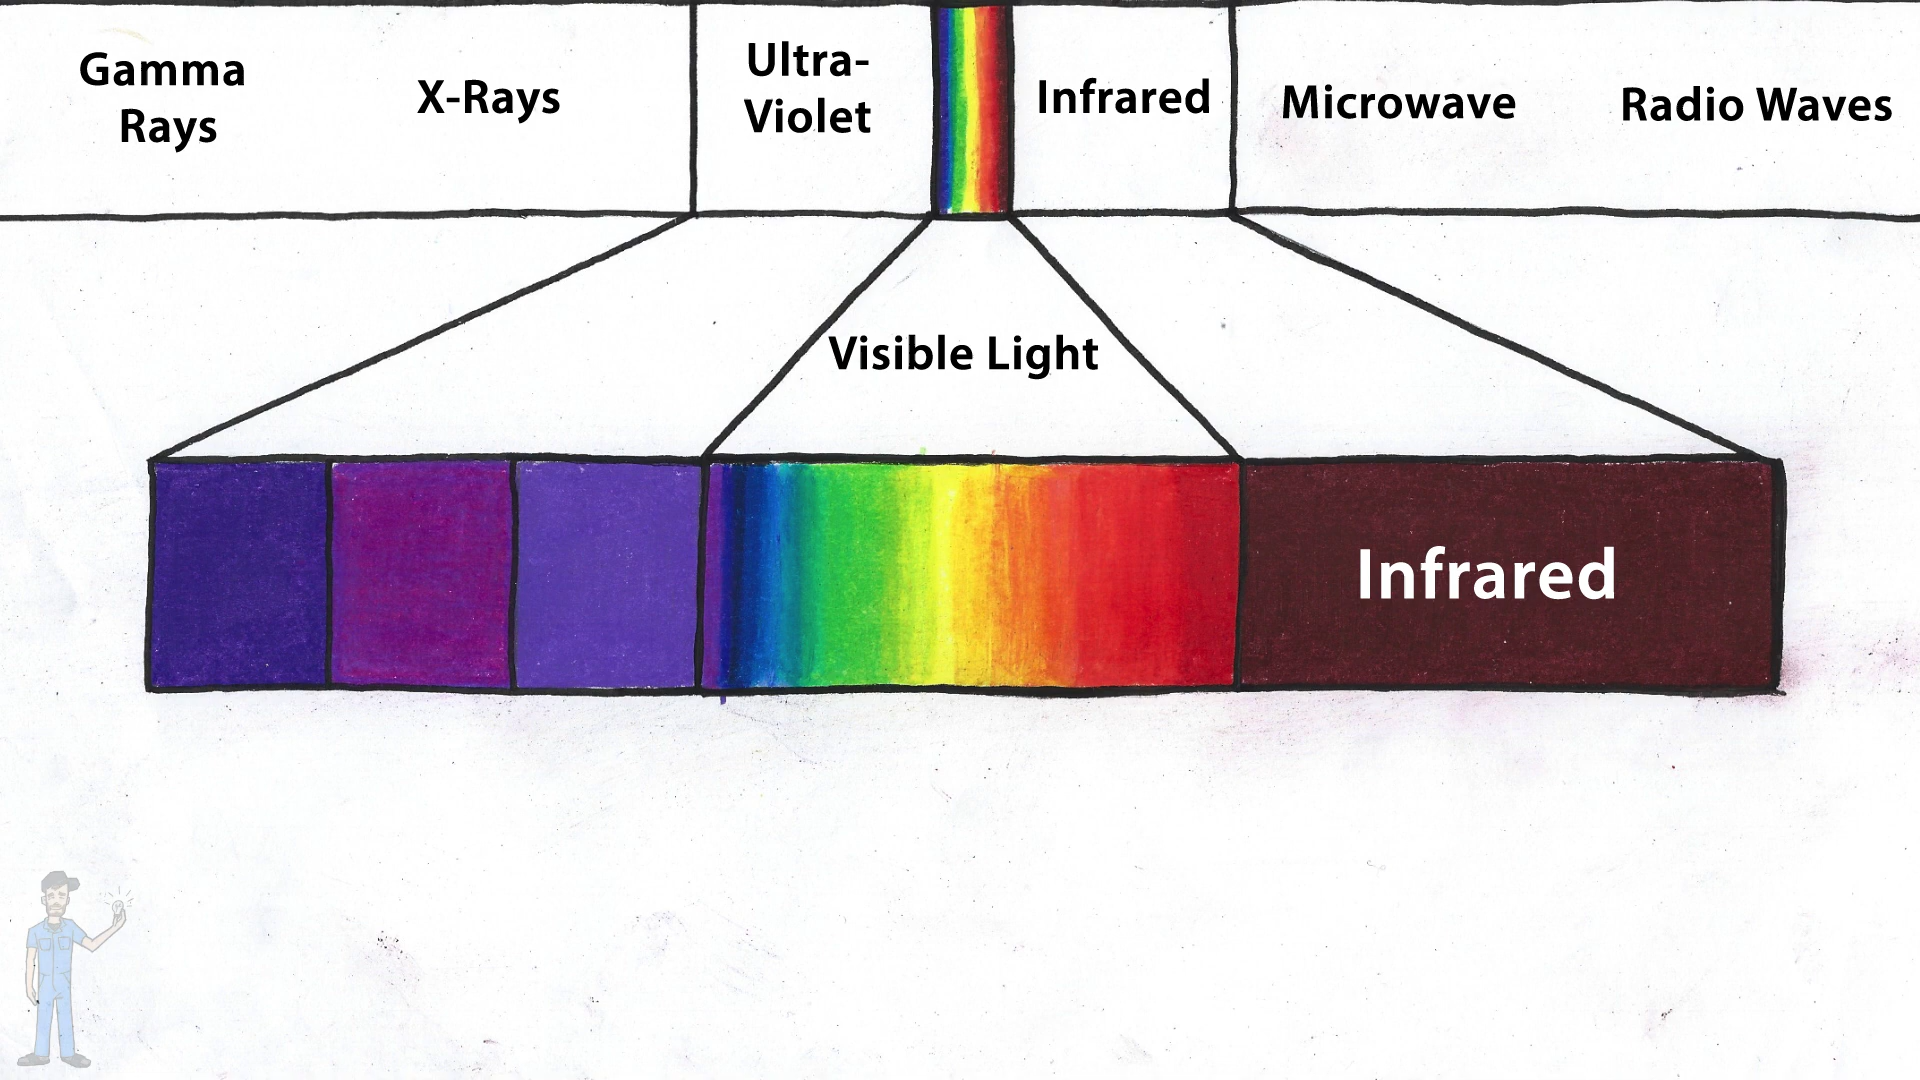 Gamma
Rays
X-Rays
Ultra-
Violet
Infrared
Microwave
Radio Waves
Visible Light
Infrared